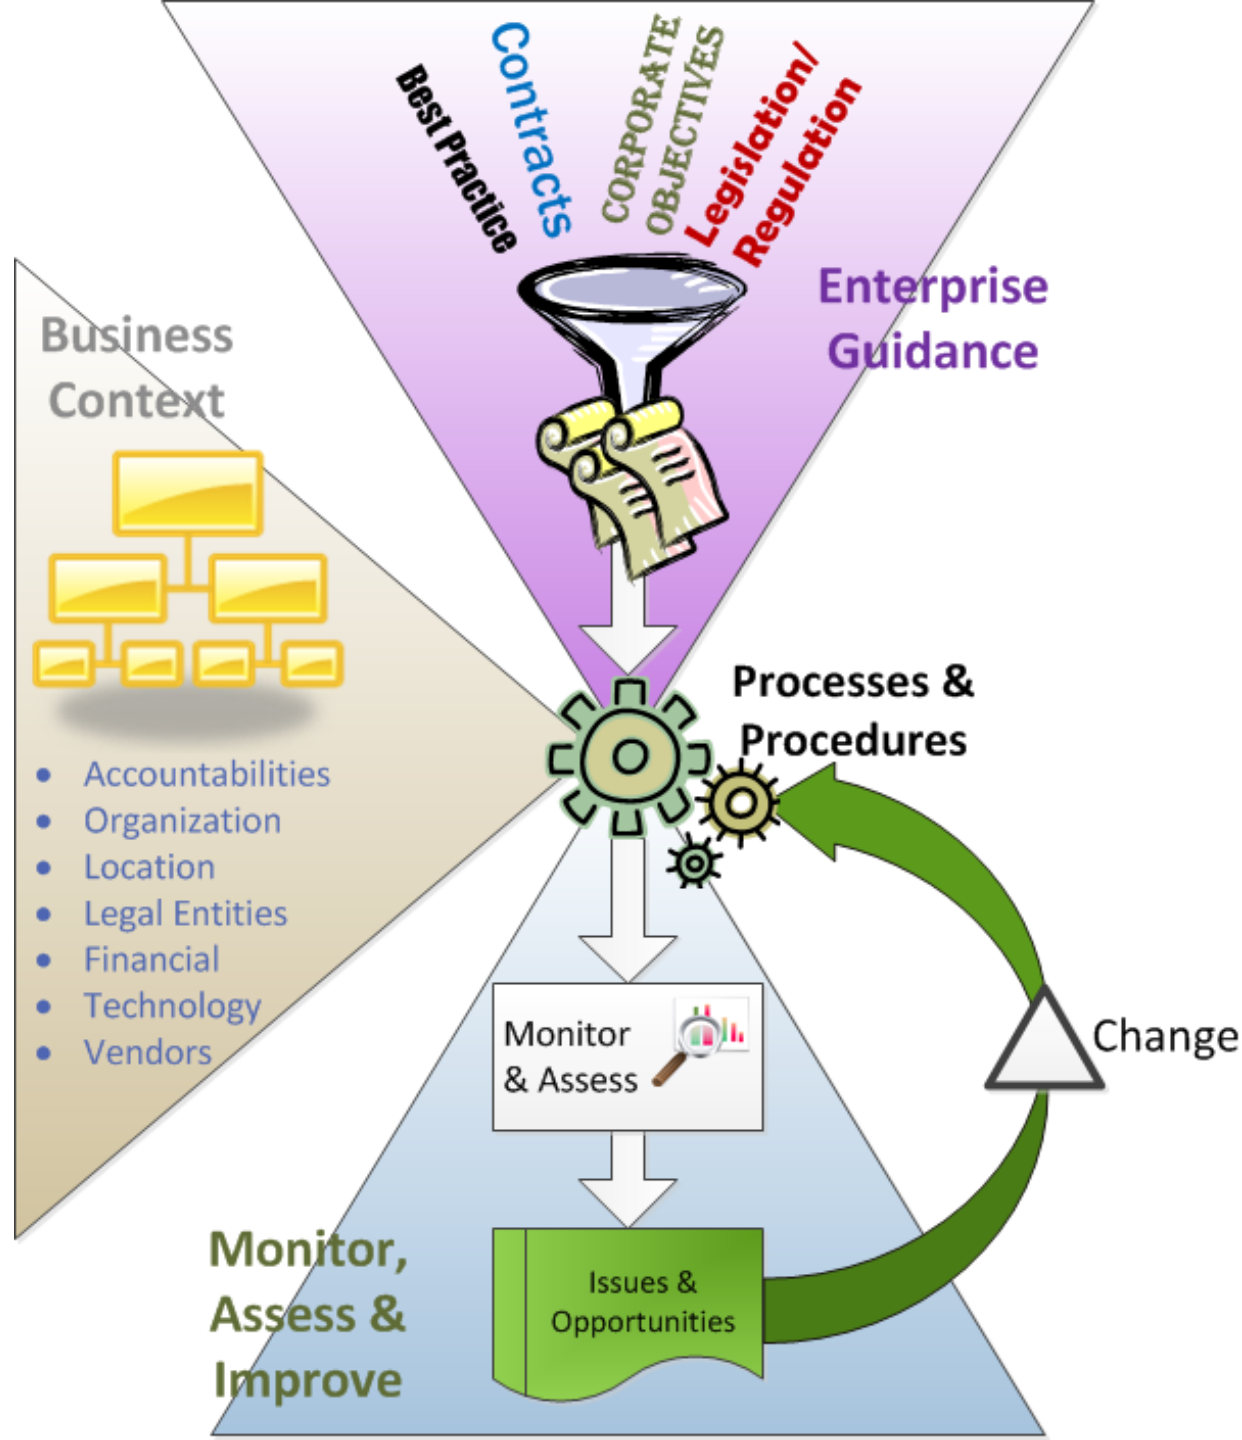 Best Practice
Contracts
CORPORATE
OBJECTIVES
Legislation/
Regulation
Enterprise
Guidance
Business
Context
Accountabilities
Organization
Location
Legal Entities
Financial
Technology
Vendors
Processes &
Procedures
Monitor
& Assess
Change
Issues &
Opportunities
Monitor,
Assess &
Improve